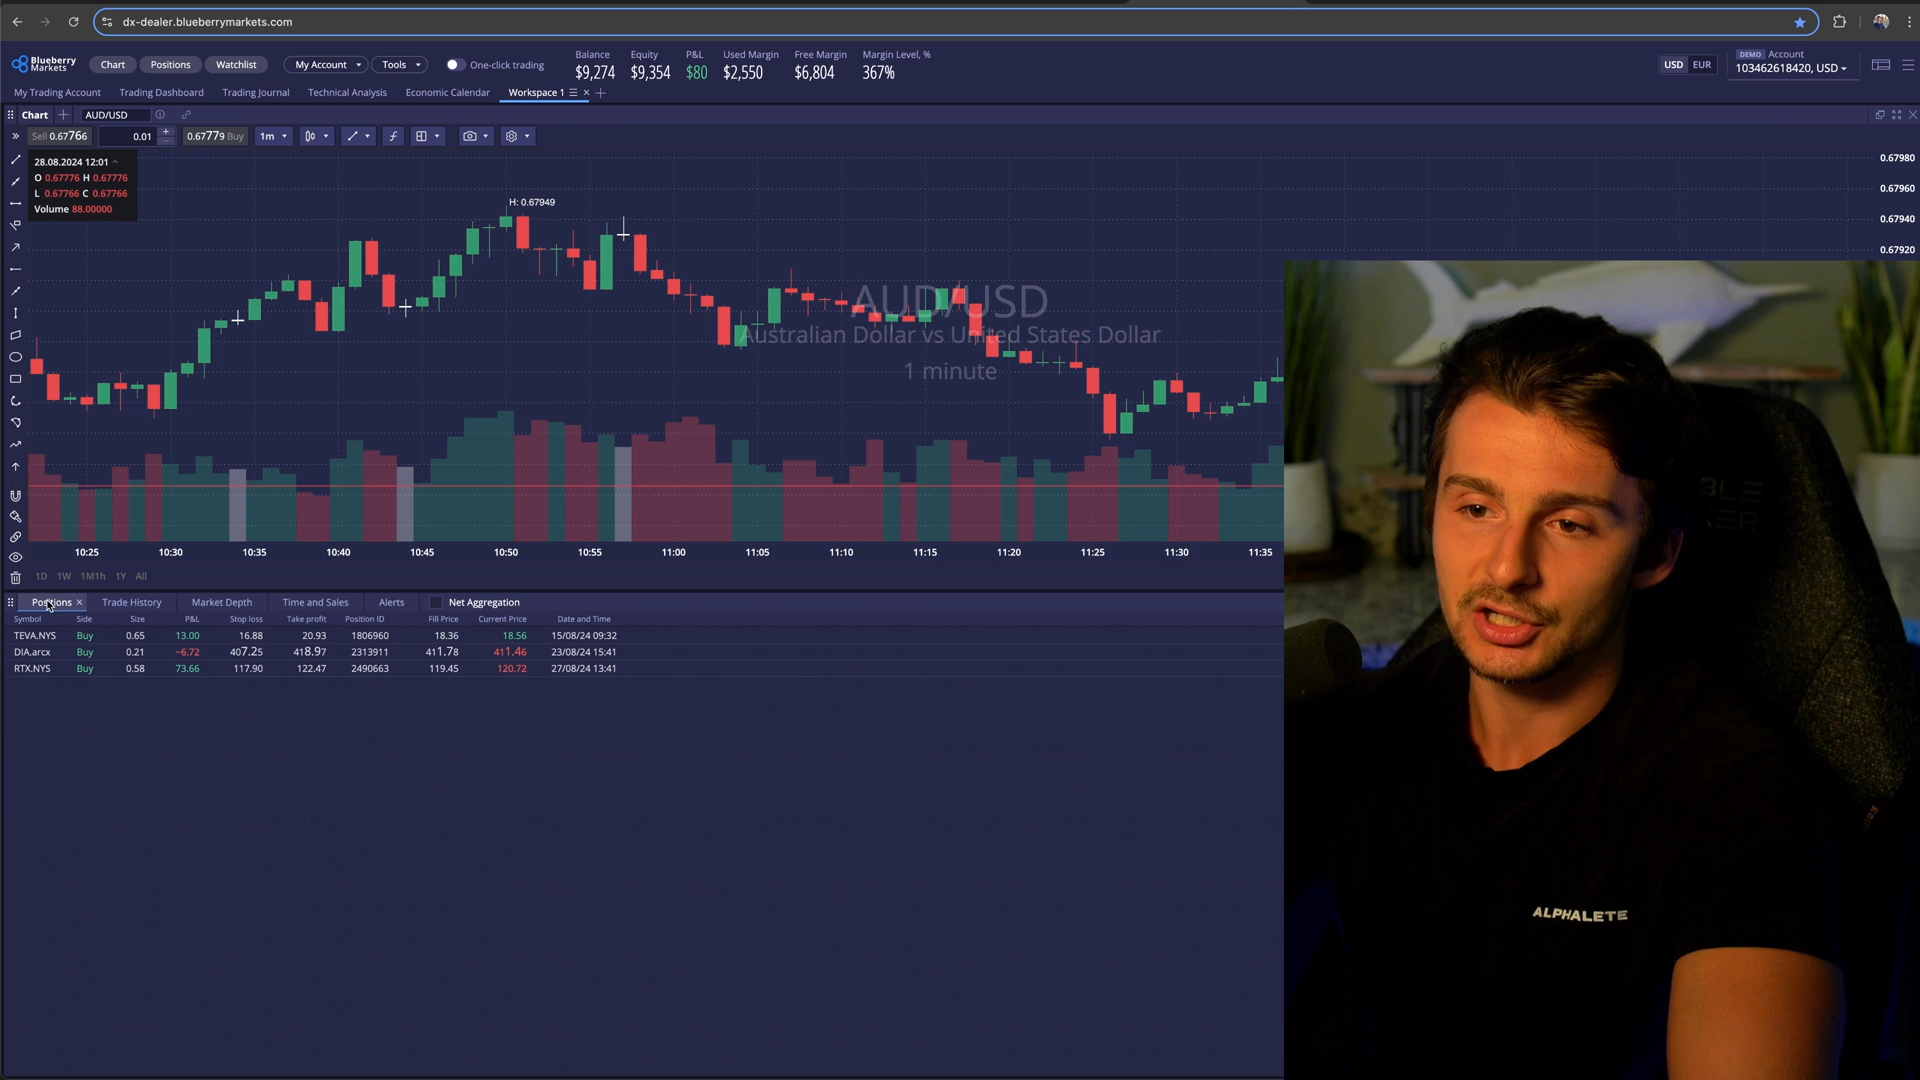 dx-dealer.blueberrymarkets.com
Blueberry Markets
Chart Positions Watchlist My Account Tools One-click trading
Balance Equity P&L Used Margin Free Margin Margin Level, %
$9,274 $9,354 $80 $2,550 $6,804 367%
USD EUR
DEMO Account
103462618420, USD
My Trading Account Trading Dashboard Trading Journal Technical Analysis Economic Calendar Workspace 1
Chart AUD/USD
Sell 0.67766 0.01 0.67779 Buy 1m
28.08.2024 12:01
O 0.67776 H 0.67776
L 0.67766 C 0.67766
Volume 88.00000
H: 0.67949
0.67980
0.67960
0.67940
0.67920
AUD/USD
Australian Dollar vs United States Dollar
1 minute
10:25 10:30 10:35 10:40 10:45 10:50 10:55 11:00 11:05 11:10 11:15 11:20 11:25 11:30 11:35
1D 1W 1M1h 1Y All
Positions Trade History Market Depth Time and Sales Alerts Net Aggregation
Symbol Side Size P&L Stop loss Take profit Position ID Fill Price Current Price Date and Time
TEVA.NYS Buy 0.65 13.00 16.88 20.93 1806960 18.36 18.56 15/08/24 09:32
DIA.arcx Buy 0.21 −6.72 407.25 418.97 2313911 411.78 411.46 23/08/24 15:41
RTX.NYS Buy 0.58 73.66 117.90 122.47 2490663 119.45 120.72 27/08/24 13:41
ALPHALETE